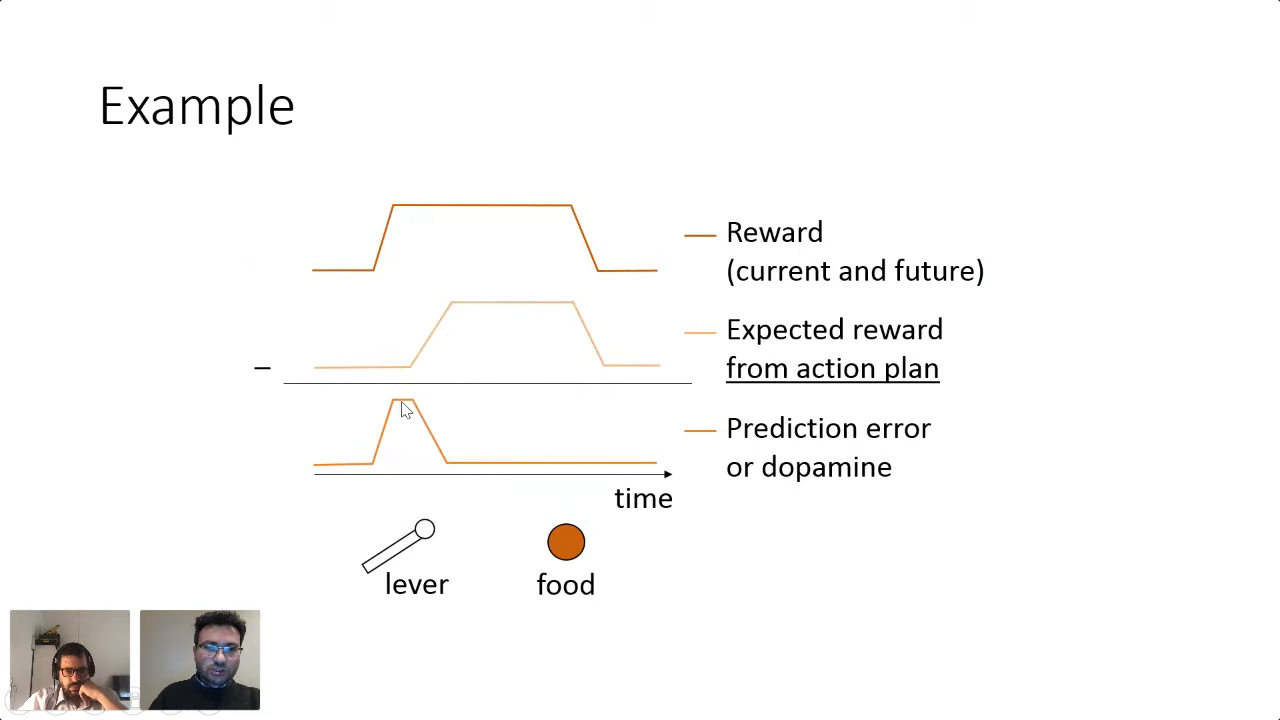 Example
Reward
(current and future)
Expected reward
from action plan
–
Prediction error
or dopamine
time
lever
food